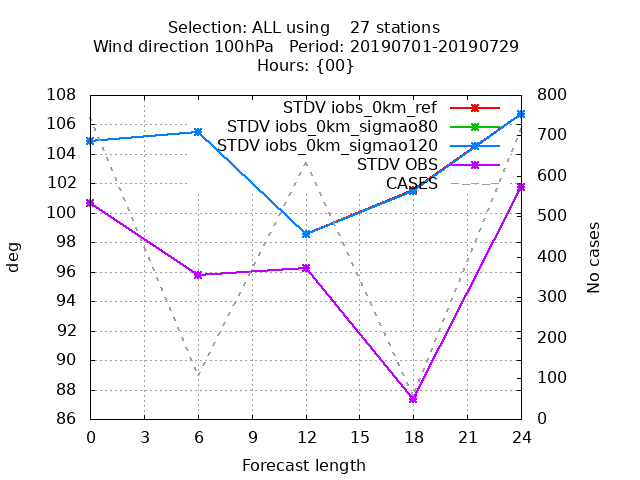 Selection: ALL using    27 stations
Wind direction 100hPa   Period: 20190701-20190729
Hours: {00}
108
106
104
102
100
98
96
94
92
90
88
86
800
700
600
500
400
300
200
100
0
STDV iobs_0km_ref
STDV iobs_0km_sigmao80
STDV iobs_0km_sigmao120
STDV OBS
CASES
deg
No cases
0 3 6 9 12 15 18 21 24
Forecast length